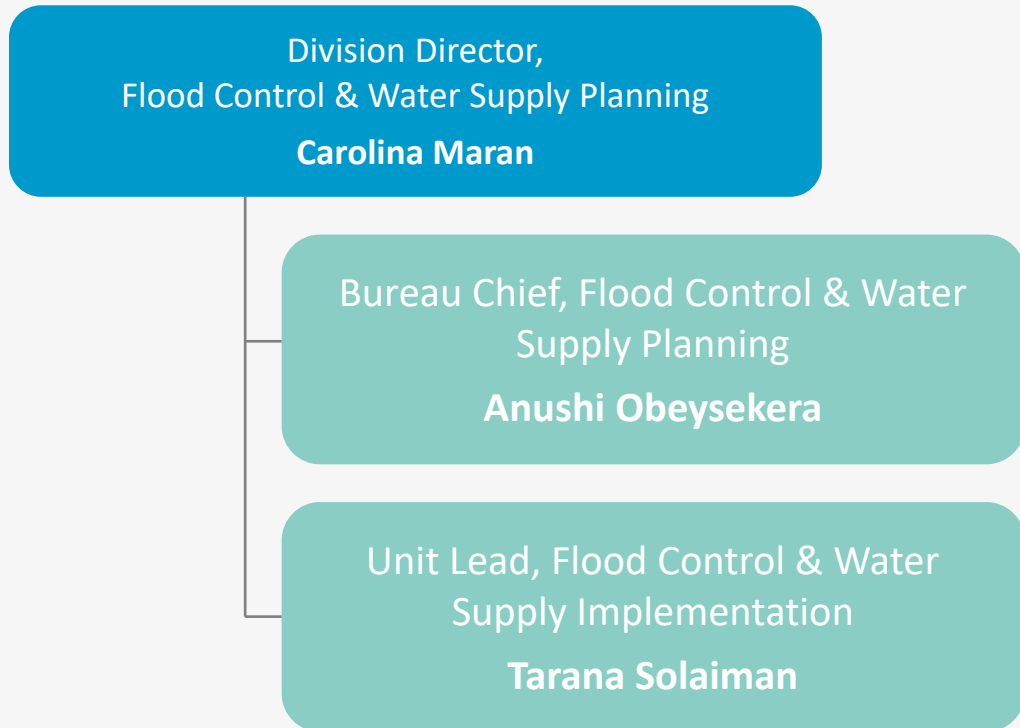 Division Director,
Flood Control & Water Supply Planning
Carolina Maran
Bureau Chief, Flood Control & Water
Supply Planning
Anushi Obeysekera
Unit Lead, Flood Control & Water
Supply Implementation
Tarana Solaiman